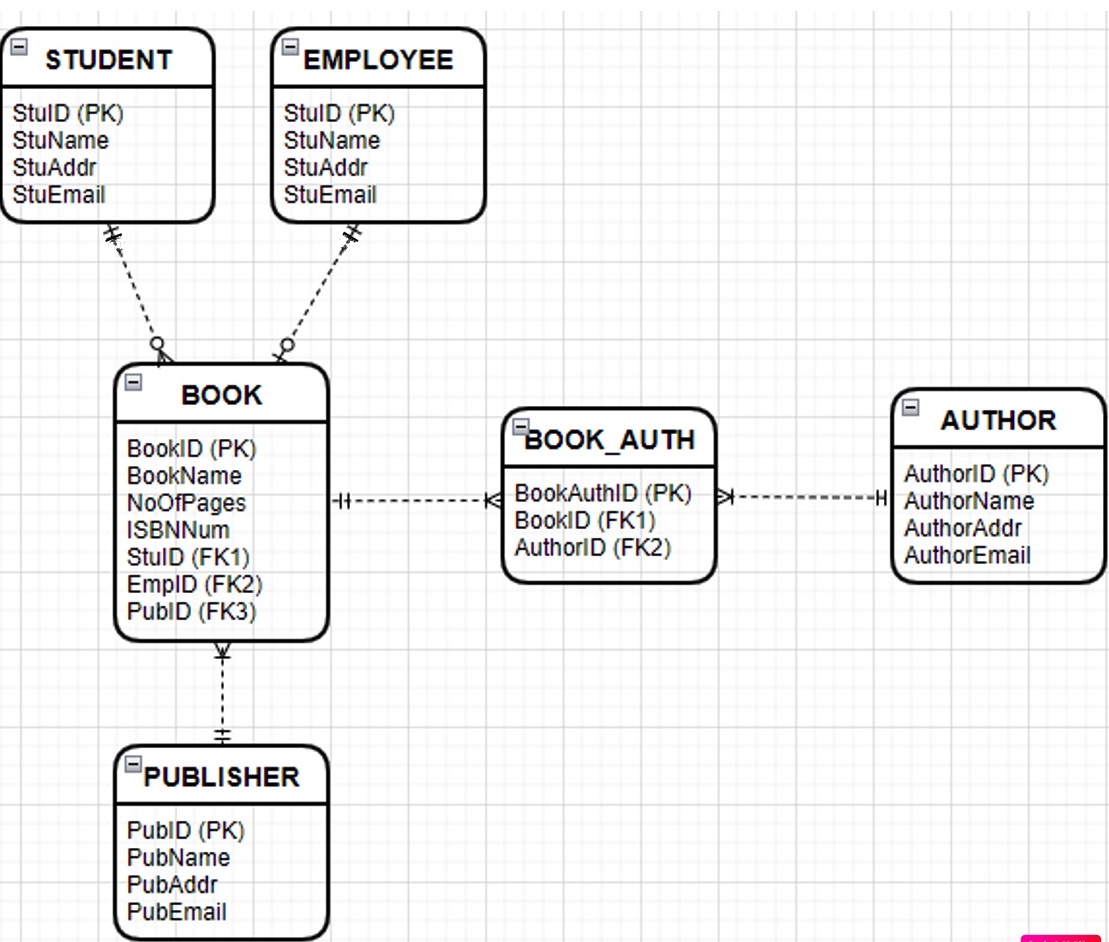 STUDENT
StuID (PK)
StuName
StuAddr
StuEmail
EMPLOYEE
StuID (PK)
StuName
StuAddr
StuEmail
BOOK
BookID (PK)
BookName
NoOfPages
ISBNNum
StuID (FK1)
EmpID (FK2)
PubID (FK3)
BOOK_AUTH
BookAuthID (PK)
BookID (FK1)
AuthorID (FK2)
AUTHOR
AuthorID (PK)
AuthorName
AuthorAddr
AuthorEmail
PUBLISHER
PubID (PK)
PubName
PubAddr
PubEmail